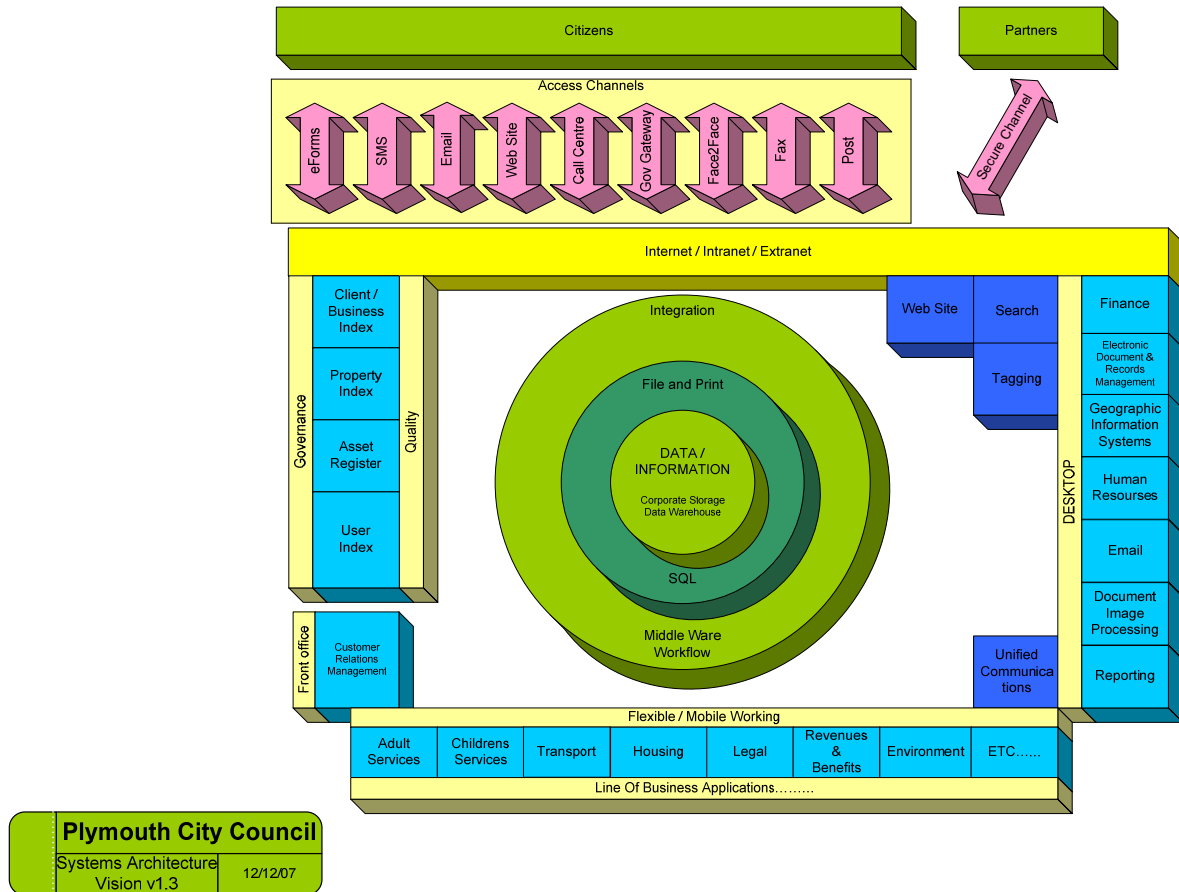 Citizens
Partners
Access Channels
eForms
SMS
Email
Web Site
Call Centre
Gov Gateway
Face2Face
Fax
Post
Secure Channel
Internet / Intranet / Extranet
Governance
Client /
Business
Index
Property
Index
Asset
Register
User
Index
Quality
Integration
File and Print
DATA /
INFORMATION
Corporate Storage
Data Warehouse
SQL
Middle Ware
Workflow
Web Site
Search
Tagging
Unified
Communica
tions
DESKTOP
Finance
Electronic
Document &
Records
Management
Geographic
Information
Systems
Human
Resourses
Email
Document
Image
Processing
Reporting
Front office
Customer
Relations
Management
Flexible / Mobile Working
Adult
Services
Childrens
Services
Transport
Housing
Legal
Revenues
&
Benefits
Environment
ETC......
Line Of Business Applications.........
Plymouth City Council
Systems Architecture
Vision v1.3
12/12/07